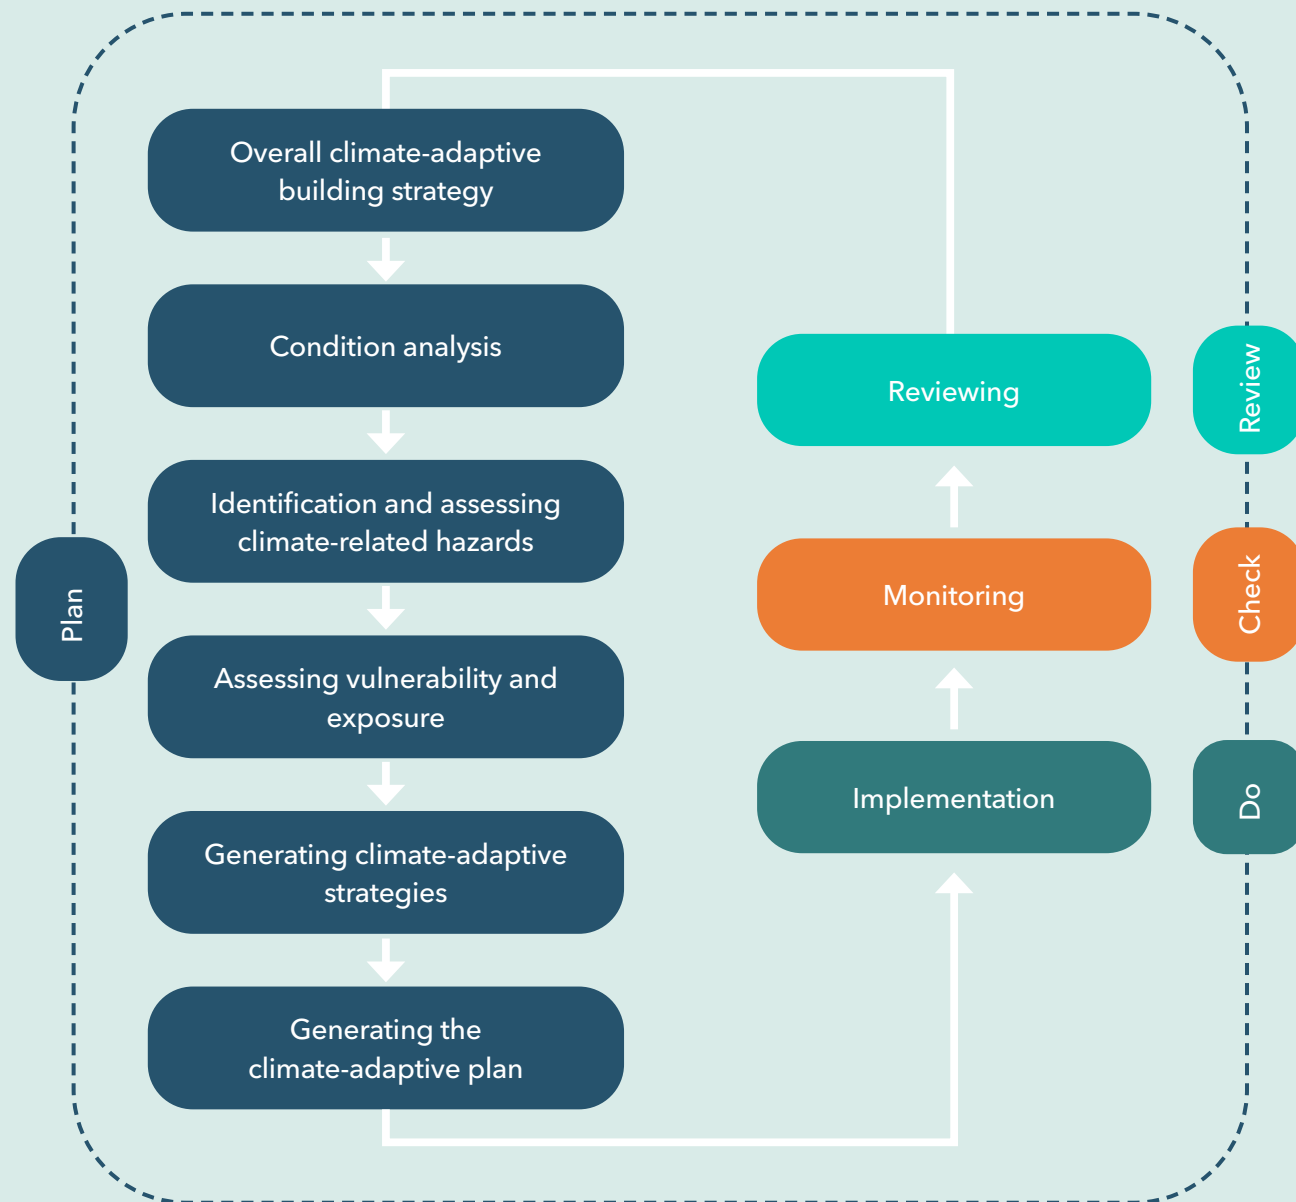 Overall climate-adaptive
building strategy
Condition analysis
Identification and assessing
climate-related hazards
Assessing vulnerability and
exposure
Generating climate-adaptive
strategies
Generating the
climate-adaptive plan
Plan
Reviewing
Monitoring
Implementation
Review
Check
Do